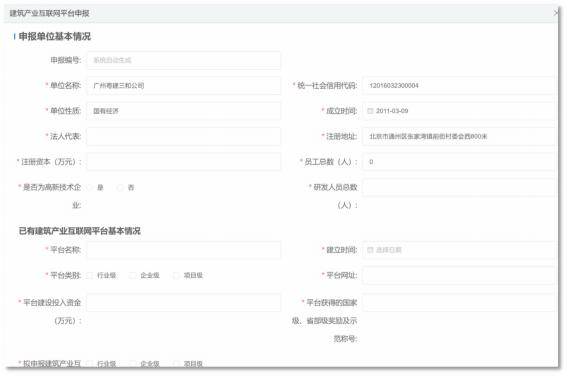 建筑产业互联网平台申报
申报单位基本情况
申报编号: 系统自动生成
* 单位名称: 广州粤建三和公司 * 统一社会信用代码: 12016032300004
* 单位性质: 国有经济 * 成立时间: 2011-03-09
* 法人代表: * 注册地址: 北京市通州区张家湾镇前街村委会西800米
* 注册资本（万元）: * 员工总数（人）: 0
* 是否为高新技术企 是 否 * 研发人员总数
业: （人）:
已有建筑产业互联网平台基本情况
* 平台名称: * 建立时间: 选择日期
* 平台类别: 行业级 企业级 项目级 * 平台网址:
* 平台建设投入资金 * 平台获得的国家
（万元）: 级、省部级奖励及示
范称号:
* 拟申报建筑产业互 行业级 企业级 项目级